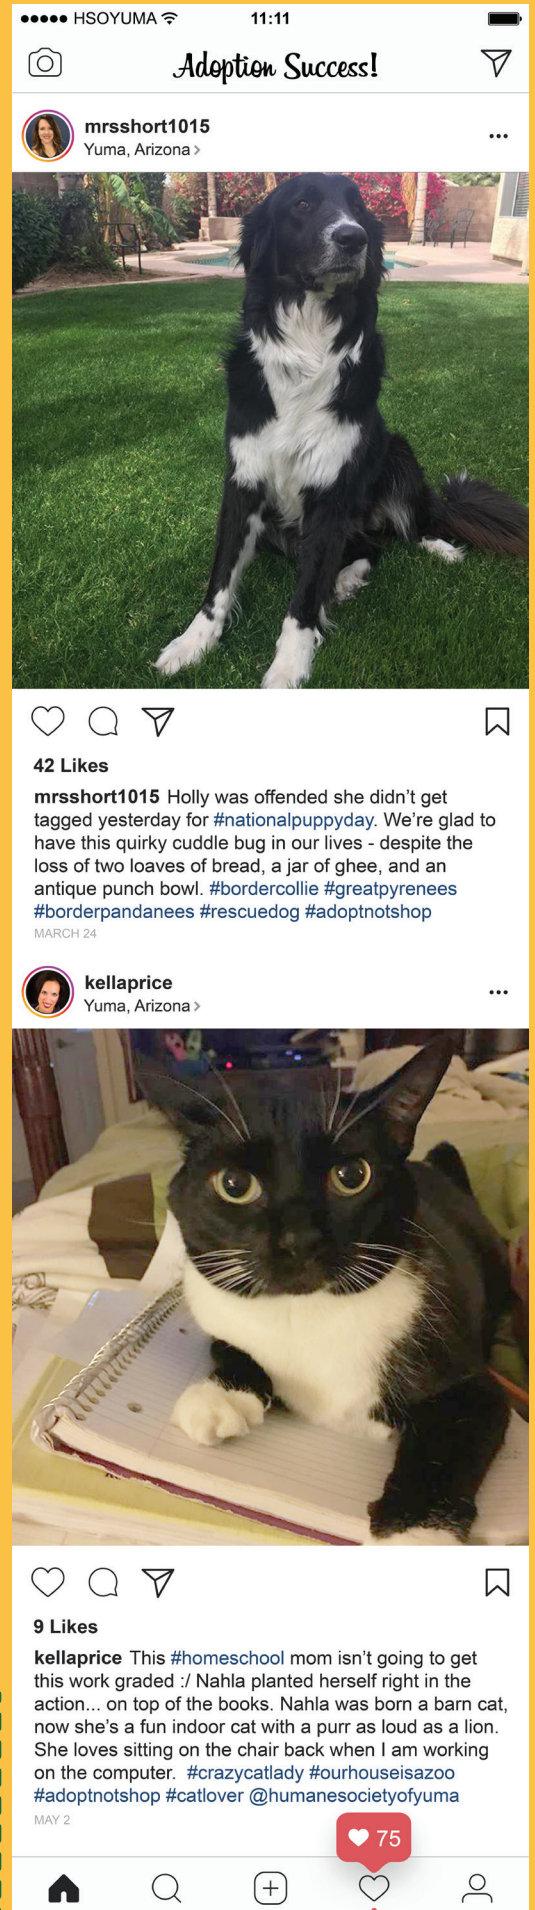 HSOYUMA 11:11
Adoption Success!
mrsshort1015
Yuma, Arizona
42 Likes
mrsshort1015 Holly was offended she didn't get
tagged yesterday for #nationalpuppyday. We're glad to
have this quirky cuddle bug in our lives - despite the
loss of two loaves of bread, a jar of ghee, and an
antique punch bowl. #bordercollie #greatpyrenees
#borderpandanees #rescuedog #adoptnotshop
MARCH 24
kellaprice
Yuma, Arizona
9 Likes
kellaprice This #homeschool mom isn't going to get
this work graded :/ Nahla planted herself right in the
action... on top of the books. Nahla was born a barn cat,
now she's a fun indoor cat with a purr as loud as a lion.
She loves sitting on the chair back when I am working
on the computer. #crazycatlady #ourhouseisazoo
#adoptnotshop #catlover @humanesocietyofyuma
MAY 2
75